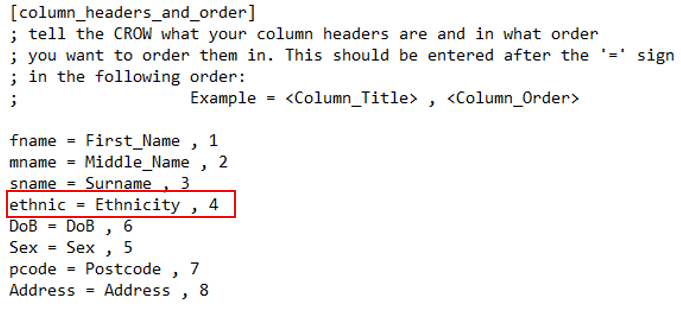 [column_headers_and_order]
; tell the CROW what your column headers are and in what order
; you want to order them in. This should be entered after the '=' sign
; in the following order:
;                 Example = <Column_Title> , <Column_Order>

fname = First_Name , 1
mname = Middle_Name , 2
sname = Surname , 3
ethnic = Ethnicity , 4
DoB = DoB , 6
Sex = Sex , 5
pcode = Postcode , 7
Address = Address , 8